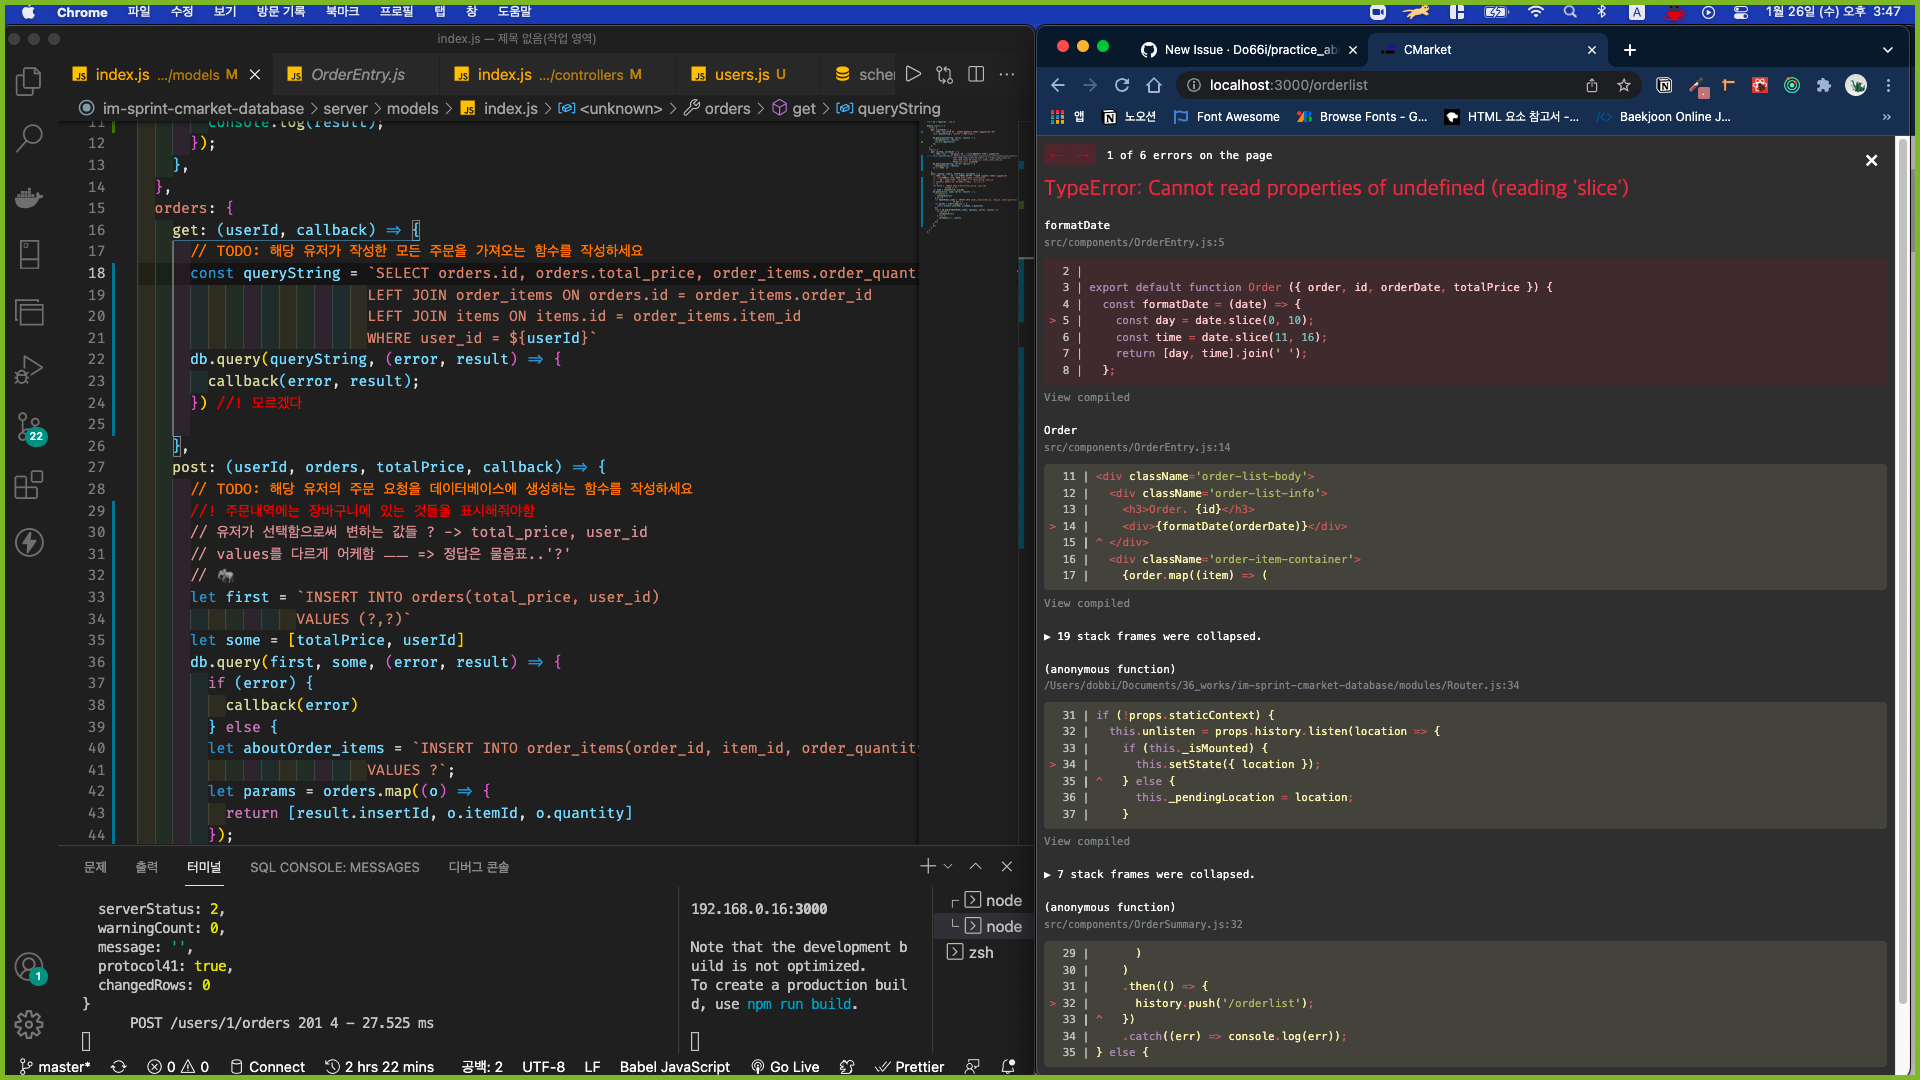 Chrome 파일 수정 보기 방문 기록 북마크 프로필 탭 창 도움말
A 1월 26일 (수) 오후 3:47
index.js — 제목 없음(작업 영역)
JS index.js .../models M
JS OrderEntry.js
JS index.js .../controllers M
JS users.js U
im-sprint-cmarket-database > server > models > JS index.js > <unknown> > orders > get > queryString
11 console.log(result);
12 });
13 },
14 },
15 orders: {
16 get: (userId, callback) => {
17 // TODO: 해당 유저가 작성한 모든 주문을 가져오는 함수를 작성하세요
18 const queryString = `SELECT orders.id, orders.total_price, order_items.order_quant
19 LEFT JOIN order_items ON orders.id = order_items.order_id
20 LEFT JOIN items ON items.id = order_items.item_id
21 WHERE user_id = ${userId}`
22 db.query(queryString, (error, result) => {
23 callback(error, result);
24 }) //! 모르겠다
25
26 },
27 post: (userId, orders, totalPrice, callback) => {
28 // TODO: 해당 유저의 주문 요청을 데이터베이스에 생성하는 함수를 작성하세요
29 //! 주문내역에는 장바구니에 있는 것들을 표시해줘야함
30 // 유저가 선택함으로써 변하는 값들 ? -> total_price, user_id
31 // values를 다르게 어케함 ㅡㅡ => 정답은 물음표..'?'
32 // 🐘
33 let first = `INSERT INTO orders(total_price, user_id)
34 VALUES (?,?)`
35 let some = [totalPrice, userId]
36 db.query(first, some, (error, result) => {
37 if (error) {
38 callback(error)
39 } else {
40 let aboutOrder_items = `INSERT INTO order_items(order_id, item_id, order_quantit
41 VALUES ?`;
42 let params = orders.map((o) => {
43 return [result.insertId, o.itemId, o.quantity]
44 });
문제 출력 터미널 SQL CONSOLE: MESSAGES 디버그 콘솔
serverStatus: 2,
warningCount: 0,
message: '',
protocol41: true,
changedRows: 0
}
POST /users/1/orders 201 4 - 27.525 ms
192.168.0.16:3000
Note that the development b
uild is not optimized.
To create a production buil
d, use npm run build.
node
node
zsh
22
1
master* 0 0 Connect 2 hrs 22 mins 공백: 2 UTF-8 LF Babel JavaScript Go Live Prettier
New Issue · Do66i/practice_ab
CMarket
localhost:3000/orderlist
앱 노오션 Font Awesome Browse Fonts - G... HTML 요소 참고서 -... Baekjoon Online J... »
1 of 6 errors on the page
TypeError: Cannot read properties of undefined (reading 'slice')
formatDate
src/components/OrderEntry.js:5
2 |
3 | export default function Order ({ order, id, orderDate, totalPrice }) {
4 | const formatDate = (date) => {
> 5 | const day = date.slice(0, 10);
6 | const time = date.slice(11, 16);
7 | return [day, time].join(' ');
8 | };
View compiled
Order
src/components/OrderEntry.js:14
11 | <div className='order-list-body'>
12 | <div className='order-list-info'>
13 | <h3>Order. {id}</h3>
> 14 | <div>{formatDate(orderDate)}</div>
15 | ^ </div>
16 | <div className='order-item-container'>
17 | {order.map((item) => (
View compiled
▶ 19 stack frames were collapsed.
(anonymous function)
/Users/dobbi/Documents/36_works/im-sprint-cmarket-database/modules/Router.js:34
31 | if (!props.staticContext) {
32 | this.unlisten = props.history.listen(location => {
33 | if (this._isMounted) {
> 34 | this.setState({ location });
35 | ^ } else {
36 | this._pendingLocation = location;
37 | }
View compiled
▶ 7 stack frames were collapsed.
(anonymous function)
src/components/OrderSummary.js:32
29 | )
30 | )
31 | .then(() => {
> 32 | history.push('/orderlist');
33 | ^ })
34 | .catch((err) => console.log(err));
35 | } else {